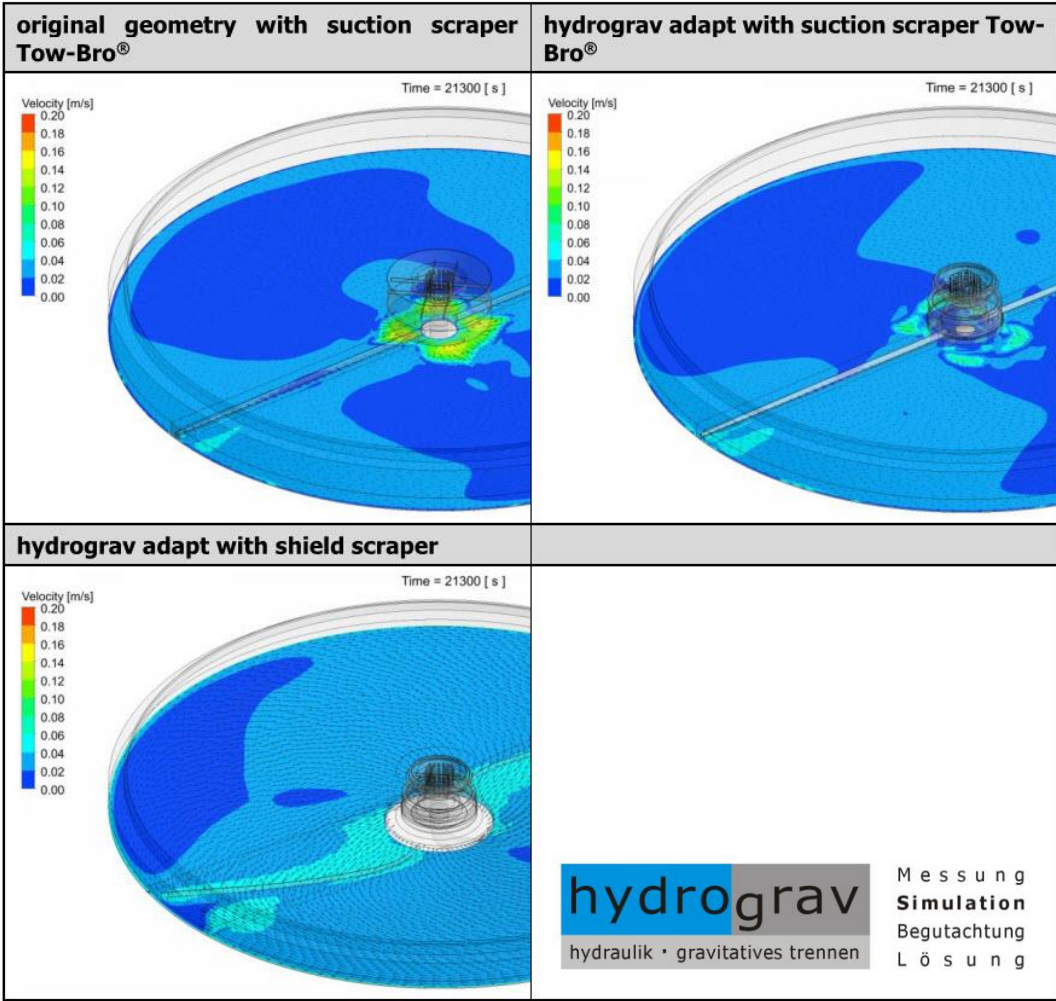 original geometry with suction scraper
Tow-Bro®
hydrograv adapt with suction scraper Tow-
Bro®
Time = 21300 [ s ]
Velocity [m/s]
0.20
0.18
0.16
0.14
0.12
0.10
0.08
0.06
0.04
0.02
0.00
Time = 21300 [ s ]
Velocity [m/s]
0.20
0.18
0.16
0.14
0.12
0.10
0.08
0.06
0.04
0.02
0.00
hydrograv adapt with shield scraper
Time = 21300 [ s ]
Velocity [m/s]
0.20
0.18
0.16
0.14
0.12
0.10
0.08
0.06
0.04
0.02
0.00
hydrograv
hydraulik · gravitatives trennen
Messung
Simulation
Begutachtung
Lösung